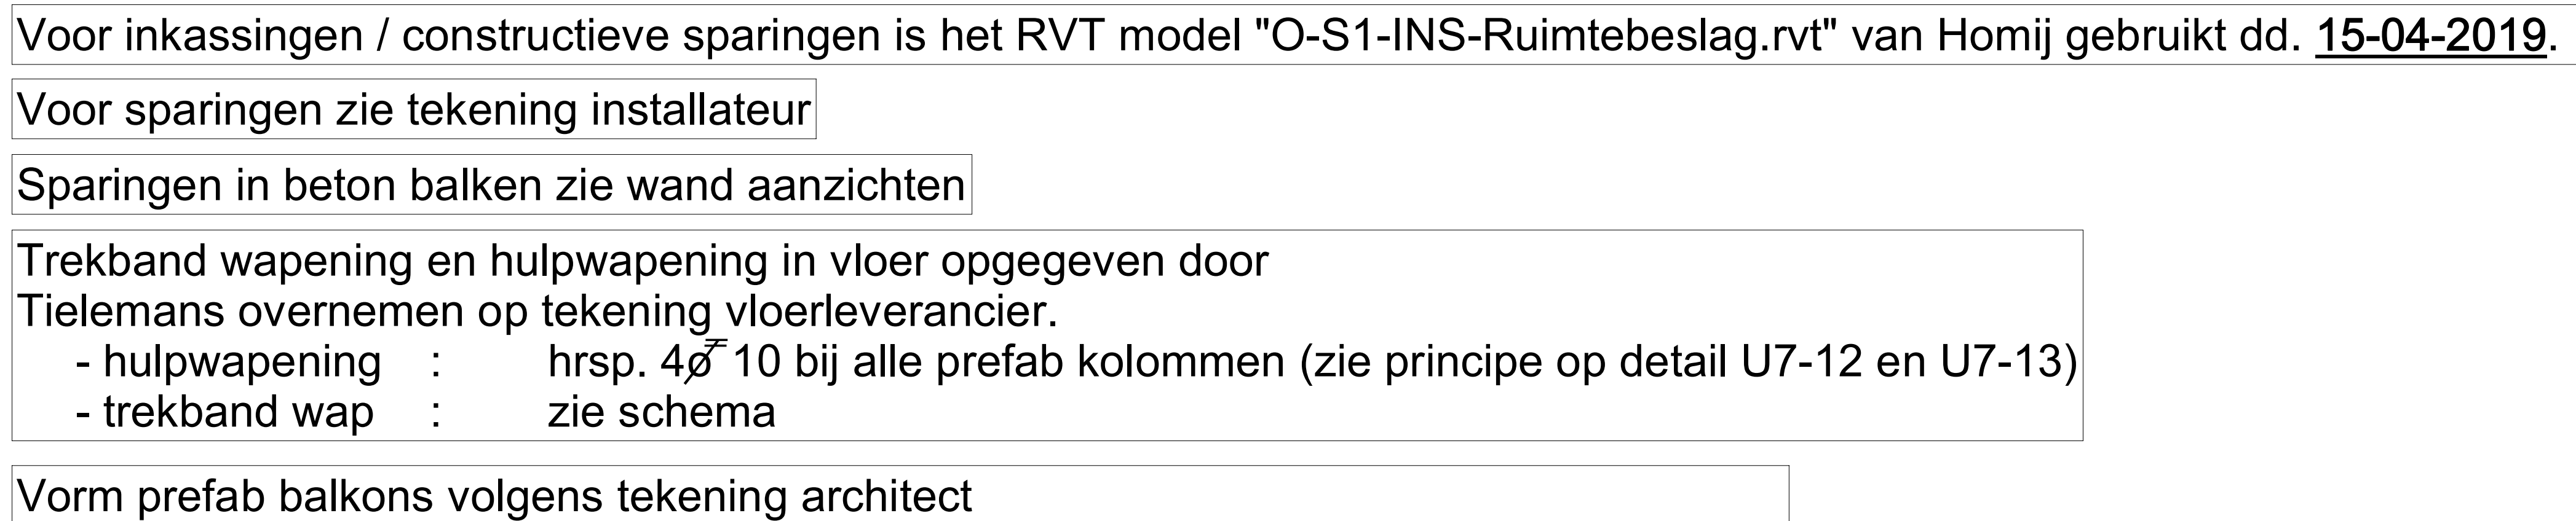 Voor inkassingen / constructieve sparingen is het RVT model "O-S1-INS-Ruimtebeslag.rvt" van Homij gebruikt dd. 15-04-2019.
Voor sparingen zie tekening installateur
Sparingen in beton balken zie wand aanzichten
Trekband wapening en hulpwapening in vloer opgegeven door
Tielemans overnemen op tekening vloerleverancier.
- hulpwapening : hrsp. 4ø 10 bij alle prefab kolommen (zie principe op detail U7-12 en U7-13)
- trekband wap : zie schema
Vorm prefab balkons volgens tekening architect